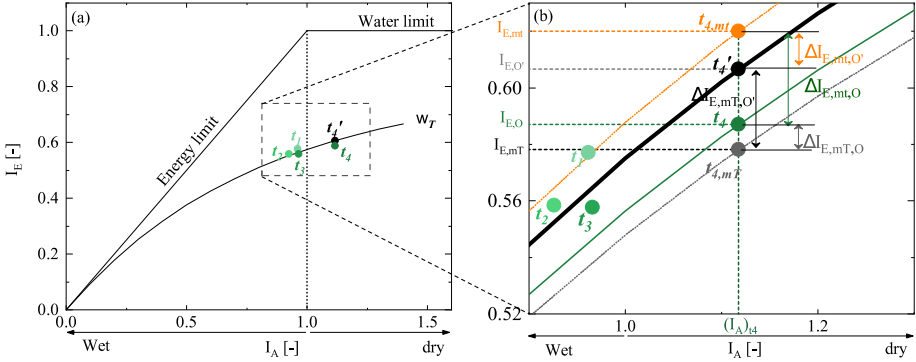 (a)
Water limit
Energy limit
w_T
t_1
t_2
t_3
t_4'
t_4
I_E [-]
1.0
0.8
0.6
0.4
0.2
0.0
0.0
0.5
1.0
1.5
Wet
I_A [-]
dry
(b)
I_E,mt
I_E,O'
I_E,O
I_E,mT
0.60
0.56
0.52
t_4,mt
t_4'
t_4
t_4,mT
t_1
t_2
t_3
ΔI_E,mt,O'
ΔI_E,mT,O'
ΔI_E,mt,O
ΔI_E,mT,O
1.0
(I_A)_t4
1.2
Wet
I_A [-]
dry